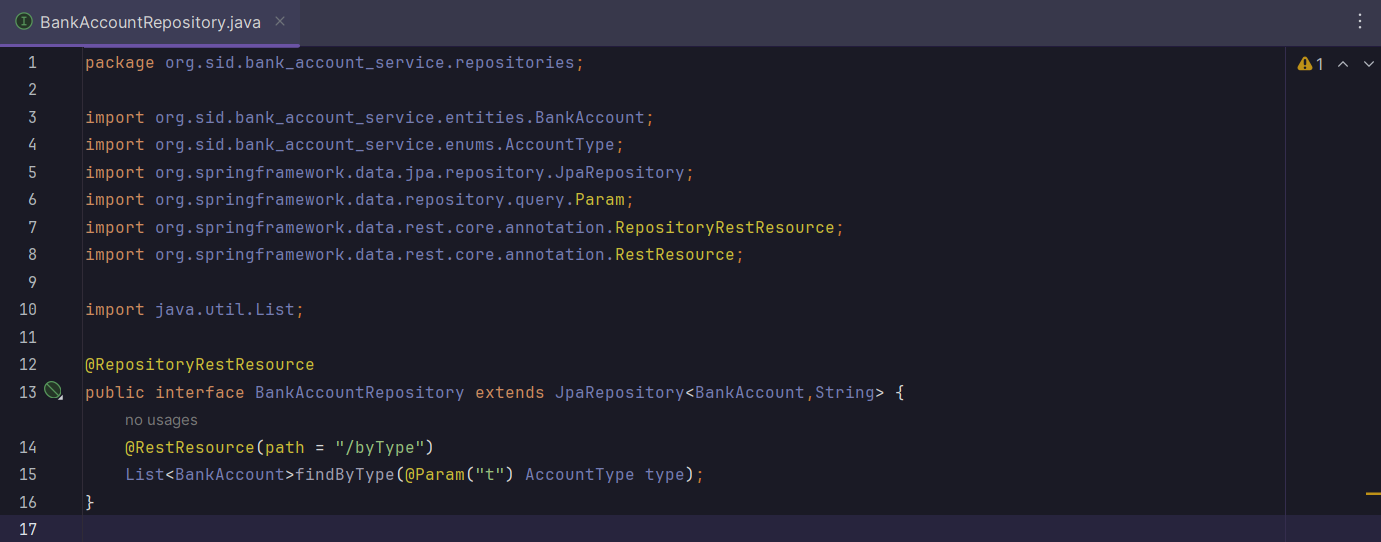 BankAccountRepository.java
1
1 package org.sid.bank_account_service.repositories;
2
3 import org.sid.bank_account_service.entities.BankAccount;
4 import org.sid.bank_account_service.enums.AccountType;
5 import org.springframework.data.jpa.repository.JpaRepository;
6 import org.springframework.data.repository.query.Param;
7 import org.springframework.data.rest.core.annotation.RepositoryRestResource;
8 import org.springframework.data.rest.core.annotation.RestResource;
9
10 import java.util.List;
11
12 @RepositoryRestResource
13 public interface BankAccountRepository extends JpaRepository<BankAccount,String> {
no usages
14 @RestResource(path = "/byType")
15 List<BankAccount>findByType(@Param("t") AccountType type);
16 }
17